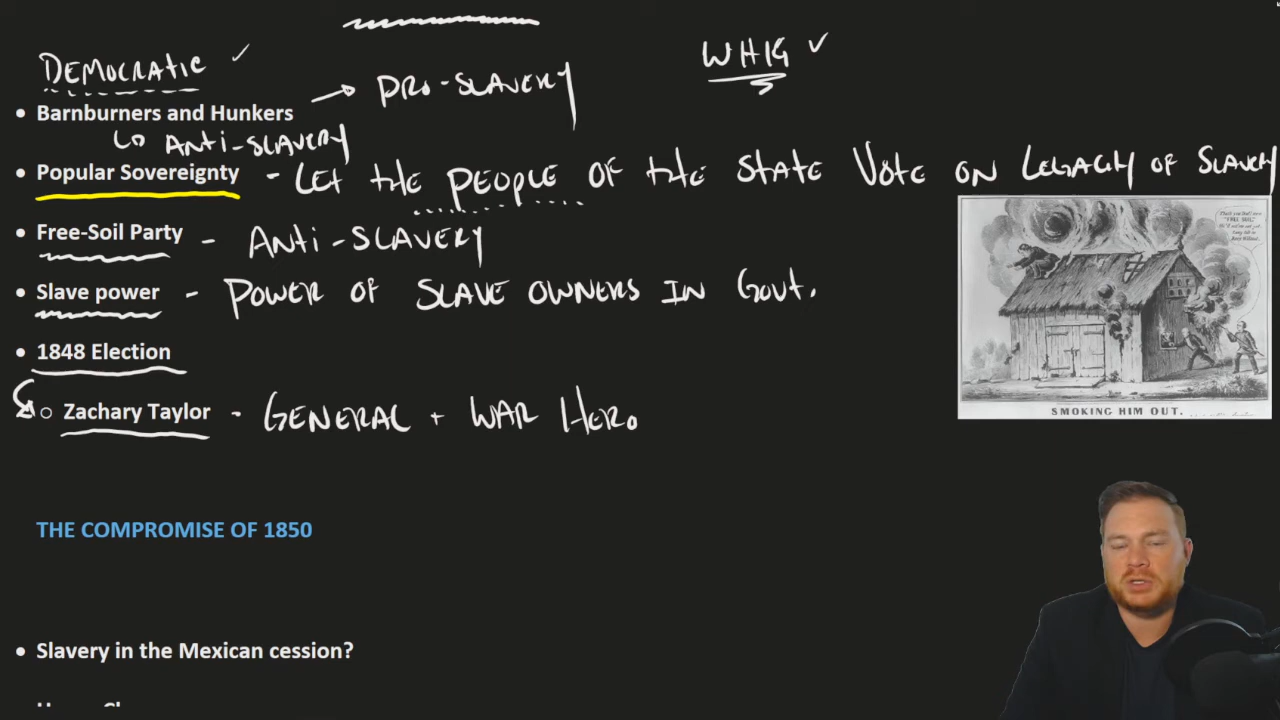 DEMOCRATIC ✓
WHIG ✓
• Barnburners and Hunkers → PRO-SLAVERY
↳ ANTI-SLAVERY
• Popular Sovereignty - LET the PEOPLE OF the STATE VOTE ON LEGACY OF SLAVERY
• Free-Soil Party - ANTI-SLAVERY
• Slave power - POWER OF SLAVE OWNERS IN GOVT.
• 1848 Election
○ Zachary Taylor - GENERAL + WAR HERO
SMOKING HIM OUT.
THE COMPROMISE OF 1850
• Slavery in the Mexican cession?